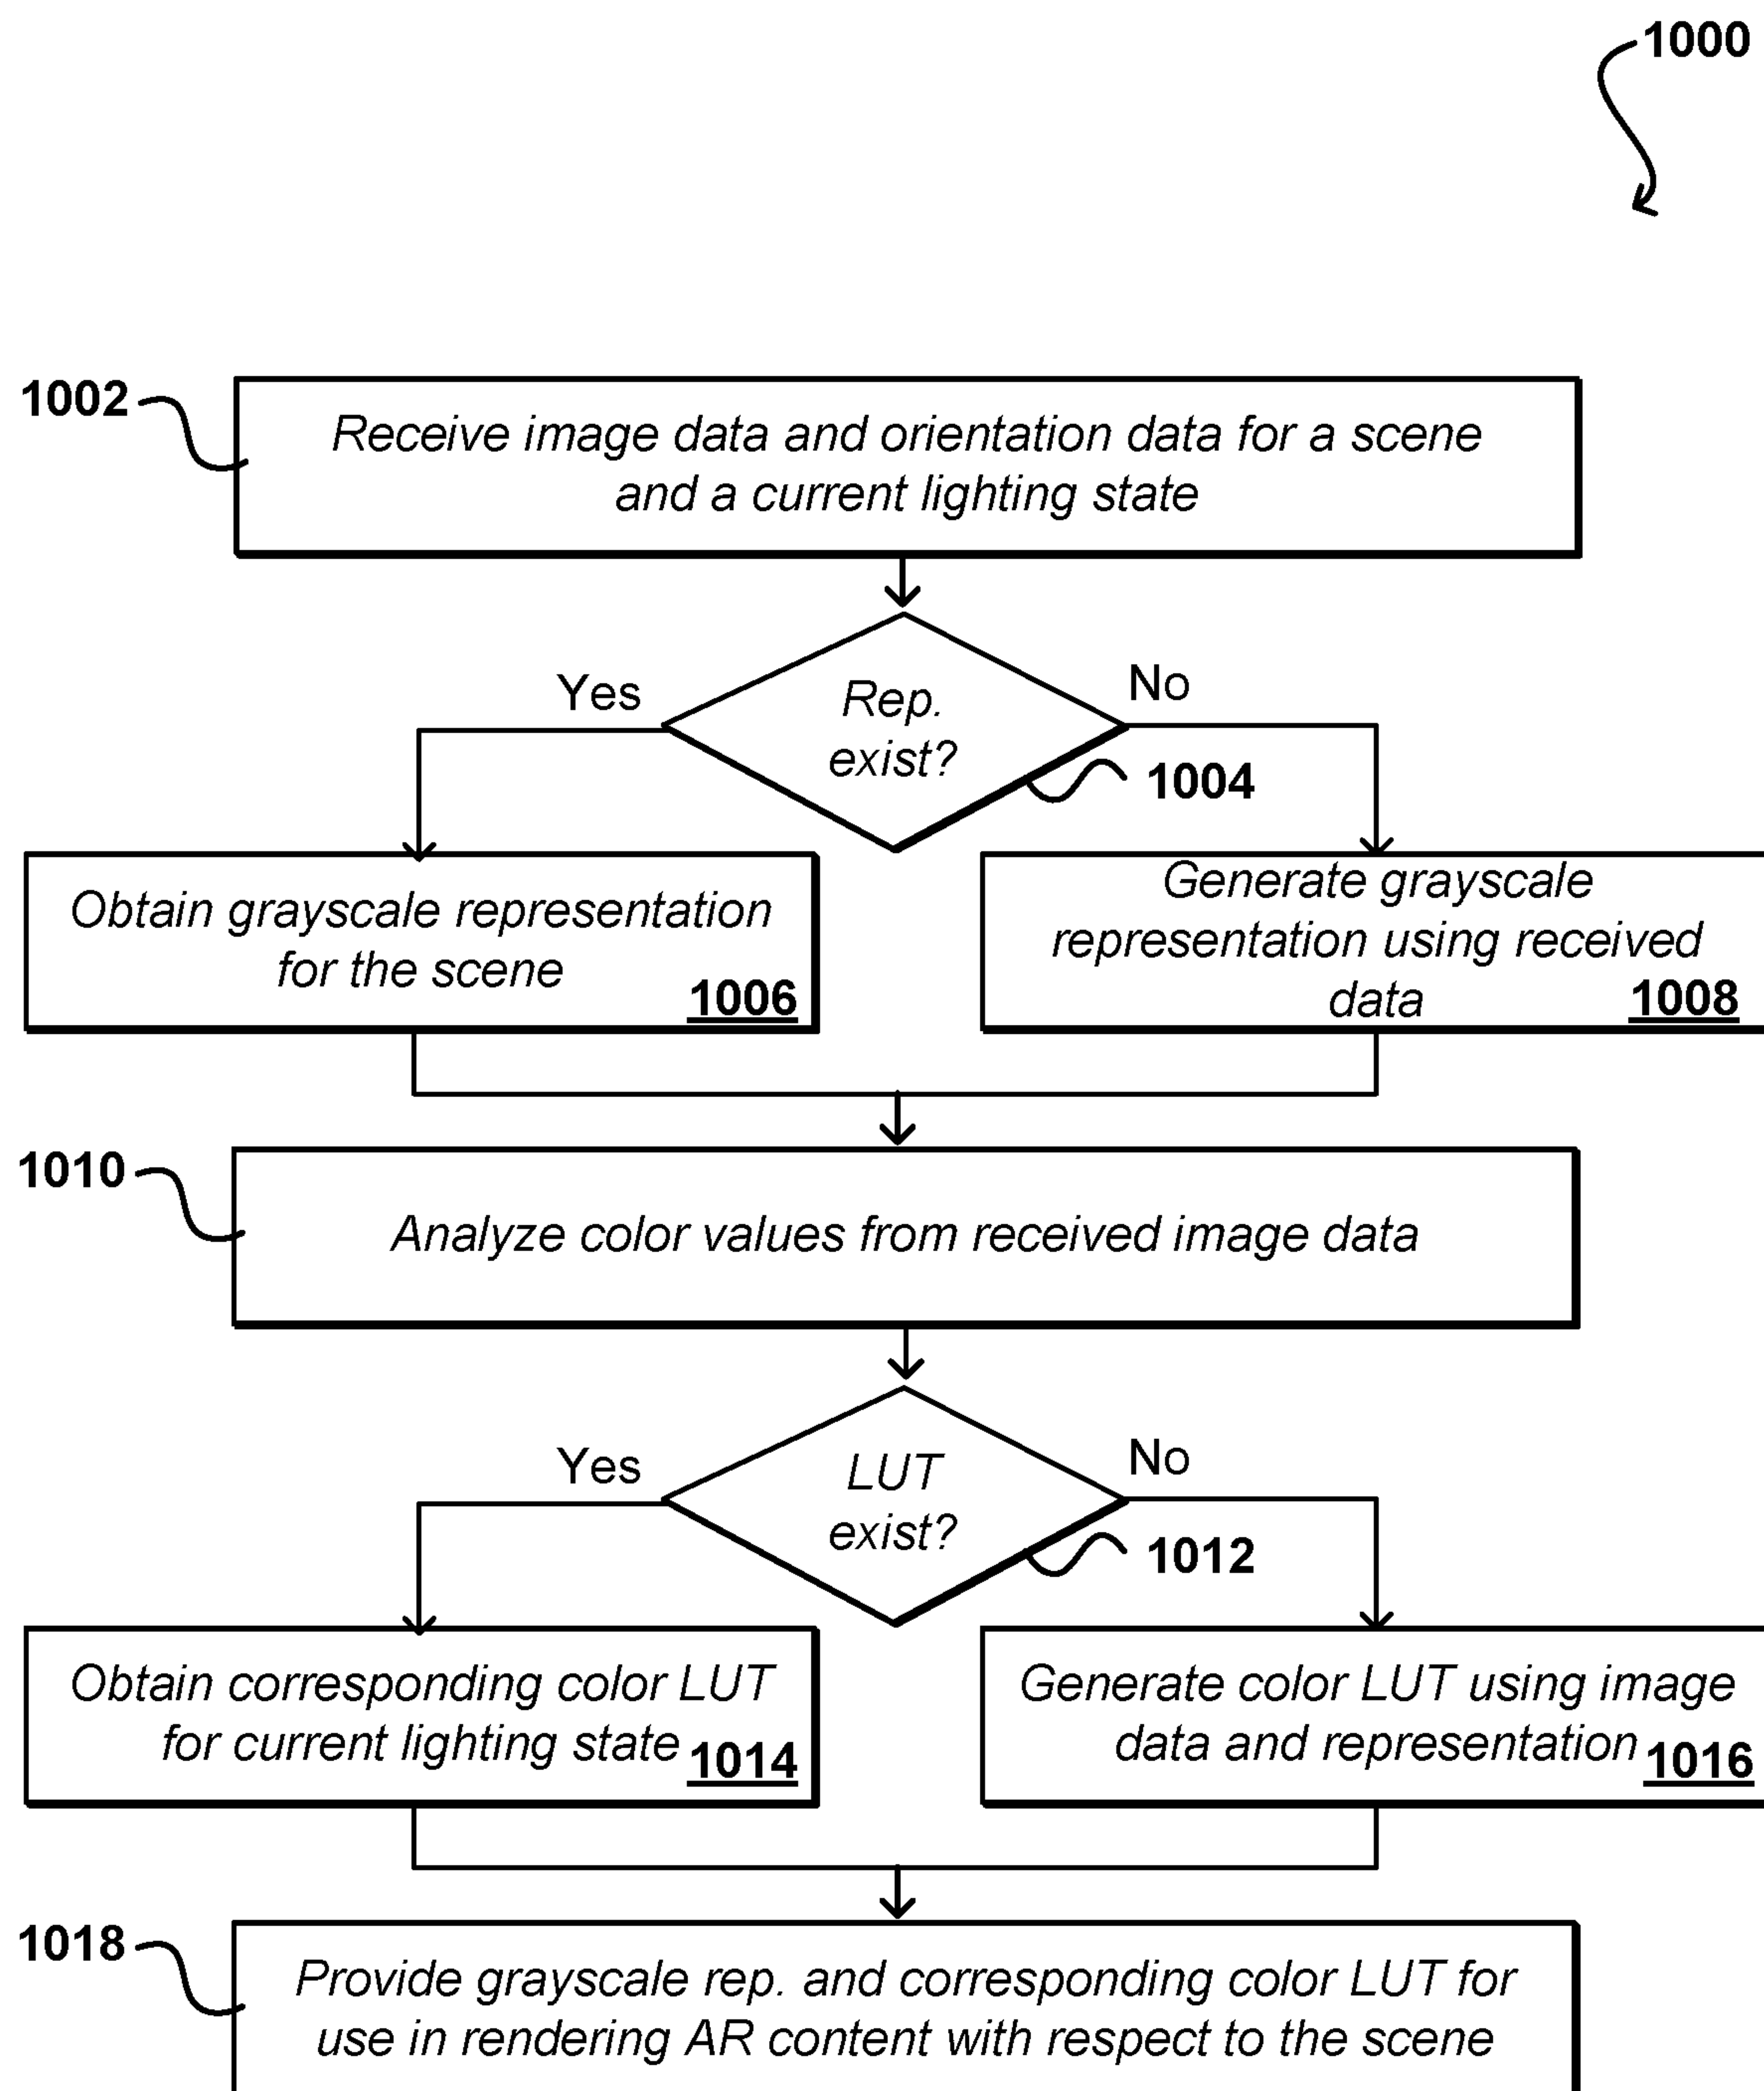 1000
1002
Receive image data and orientation data for a scene
and a current lighting state
Yes
No
Rep.
exist?
1004
Obtain grayscale representation
for the scene
1006
Generate grayscale
representation using received
data
1008
1010
Analyze color values from received image data
Yes
No
LUT
exist?
1012
Obtain corresponding color LUT
for current lighting state
1014
Generate color LUT using image
data and representation
1016
1018
Provide grayscale rep. and corresponding color LUT for
use in rendering AR content with respect to the scene